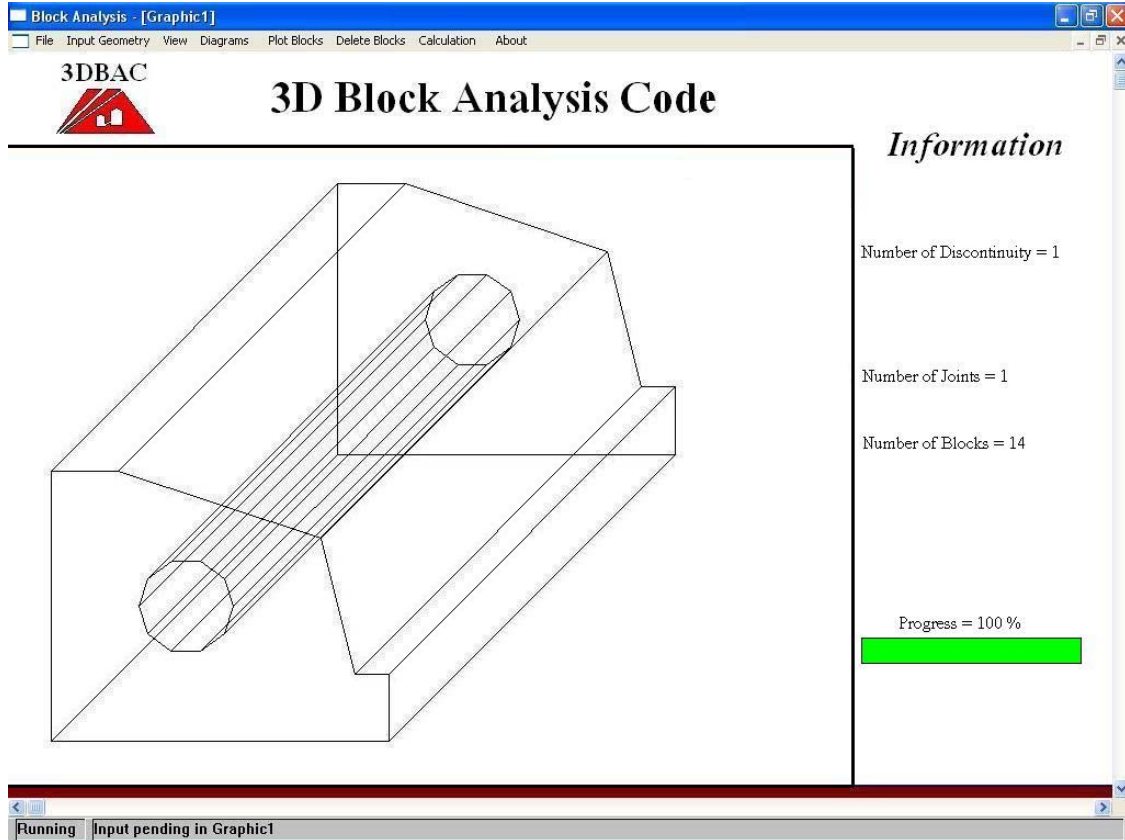 Block Analysis - [Graphic1]
File Input Geometry View Diagrams Plot Blocks Delete Blocks Calculation About
3DBAC
3D Block Analysis Code
Information
Number of Discontinuity = 1
Number of Joints = 1
Number of Blocks = 14
Progress = 100 %
Running Input pending in Graphic1